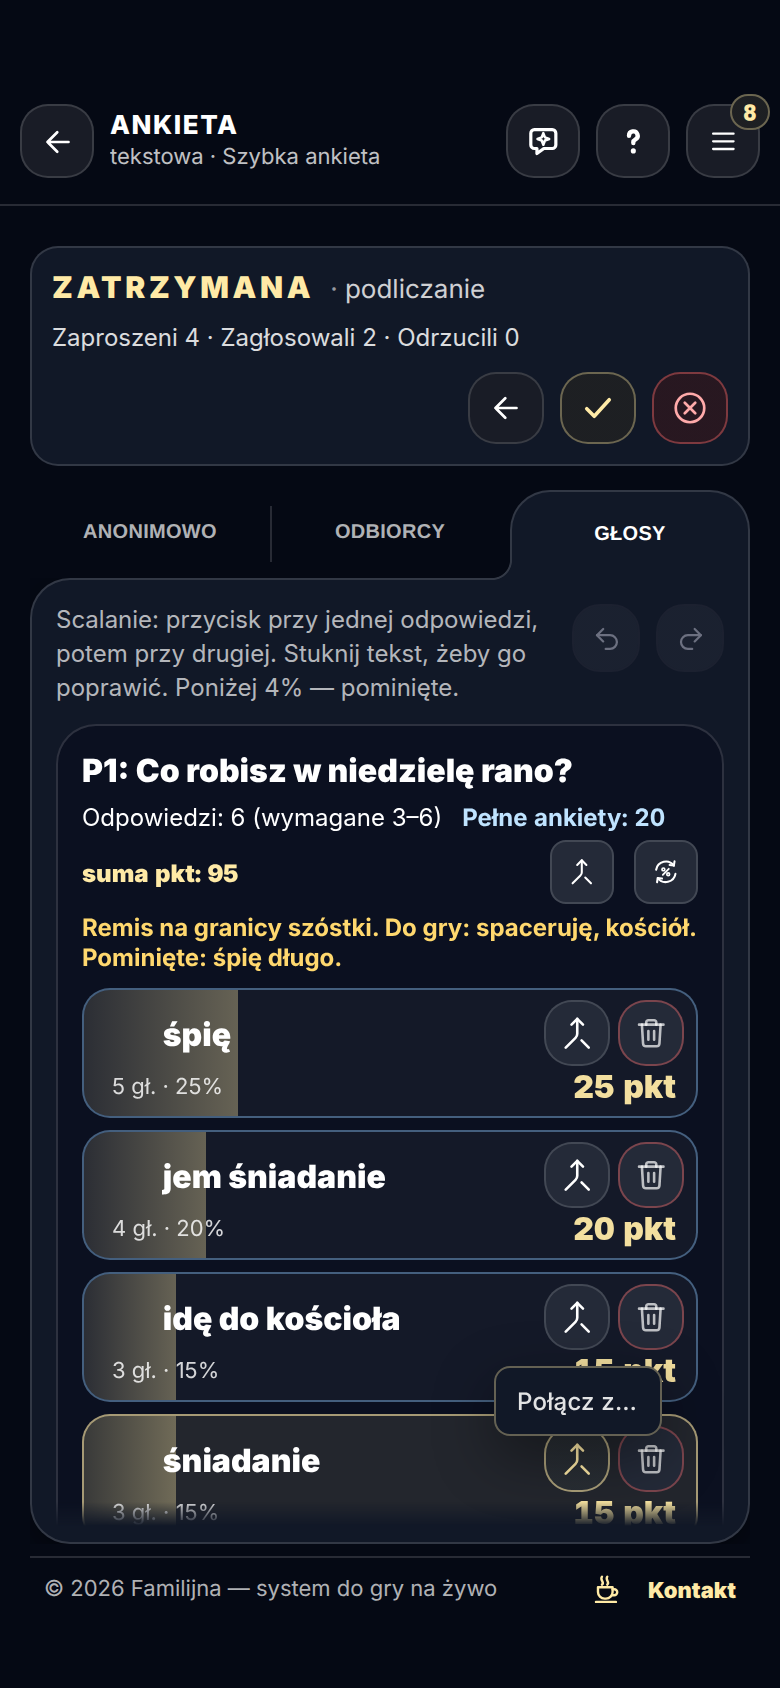 ANKIETA
tekstowa · Szybka ankieta
8
ZATRZYMANA · podliczanie
Zaproszeni 4 · Zagłosowali 2 · Odrzucili 0
ANONIMOWO
ODBIORCY
GŁOSY
Scalanie: przycisk przy jednej odpowiedzi,
potem przy drugiej. Stuknij tekst, żeby go
poprawić. Poniżej 4% — pominięte.
P1: Co robisz w niedzielę rano?
Odpowiedzi: 6 (wymagane 3–6) Pełne ankiety: 20
suma pkt: 95
Remis na granicy szóstki. Do gry: spaceruję, kościół.
Pominięte: śpię długo.
śpię
5 gł. · 25%
25 pkt
jem śniadanie
4 gł. · 20%
20 pkt
idę do kościoła
3 gł. · 15%
15 pkt
Połącz z...
śniadanie
3 gł. · 15%
15 pkt
© 2026 Familijna — system do gry na żywo
Kontakt